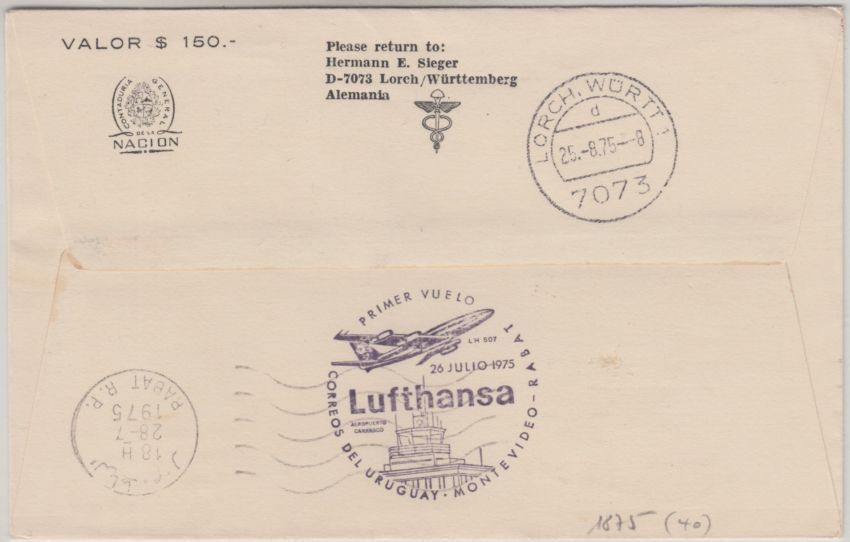 VALOR $ 150.-
CONTADURIA GENERAL
DE LA
NACION
Please return to:
Hermann E. Sieger
D-7073 Lorch/Württemberg
Alemania
LORCH, WÜRTT 1
d
25.-8.75--8
7073
PRIMER VUELO
LH 507
26 JULIO 1975
Lufthansa
AEROPUERTO
CARRASCO
CORREOS DEL URUGUAY · MONTEVIDEO-RABAT
RABAT R.P.
1975
28-7
18 H
1875 (40)